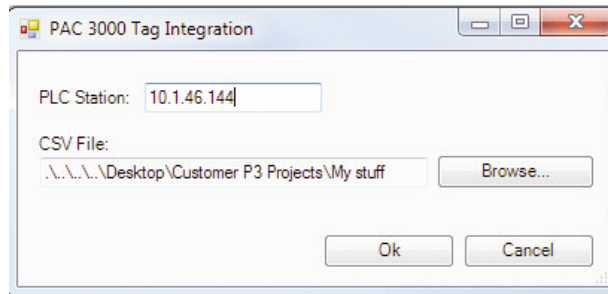 PAC 3000 Tag Integration
PLC Station: 10.1.46.144
CSV File:
.\..\..\..\Desktop\Customer P3 Projects\My stuff Browse...
Ok Cancel